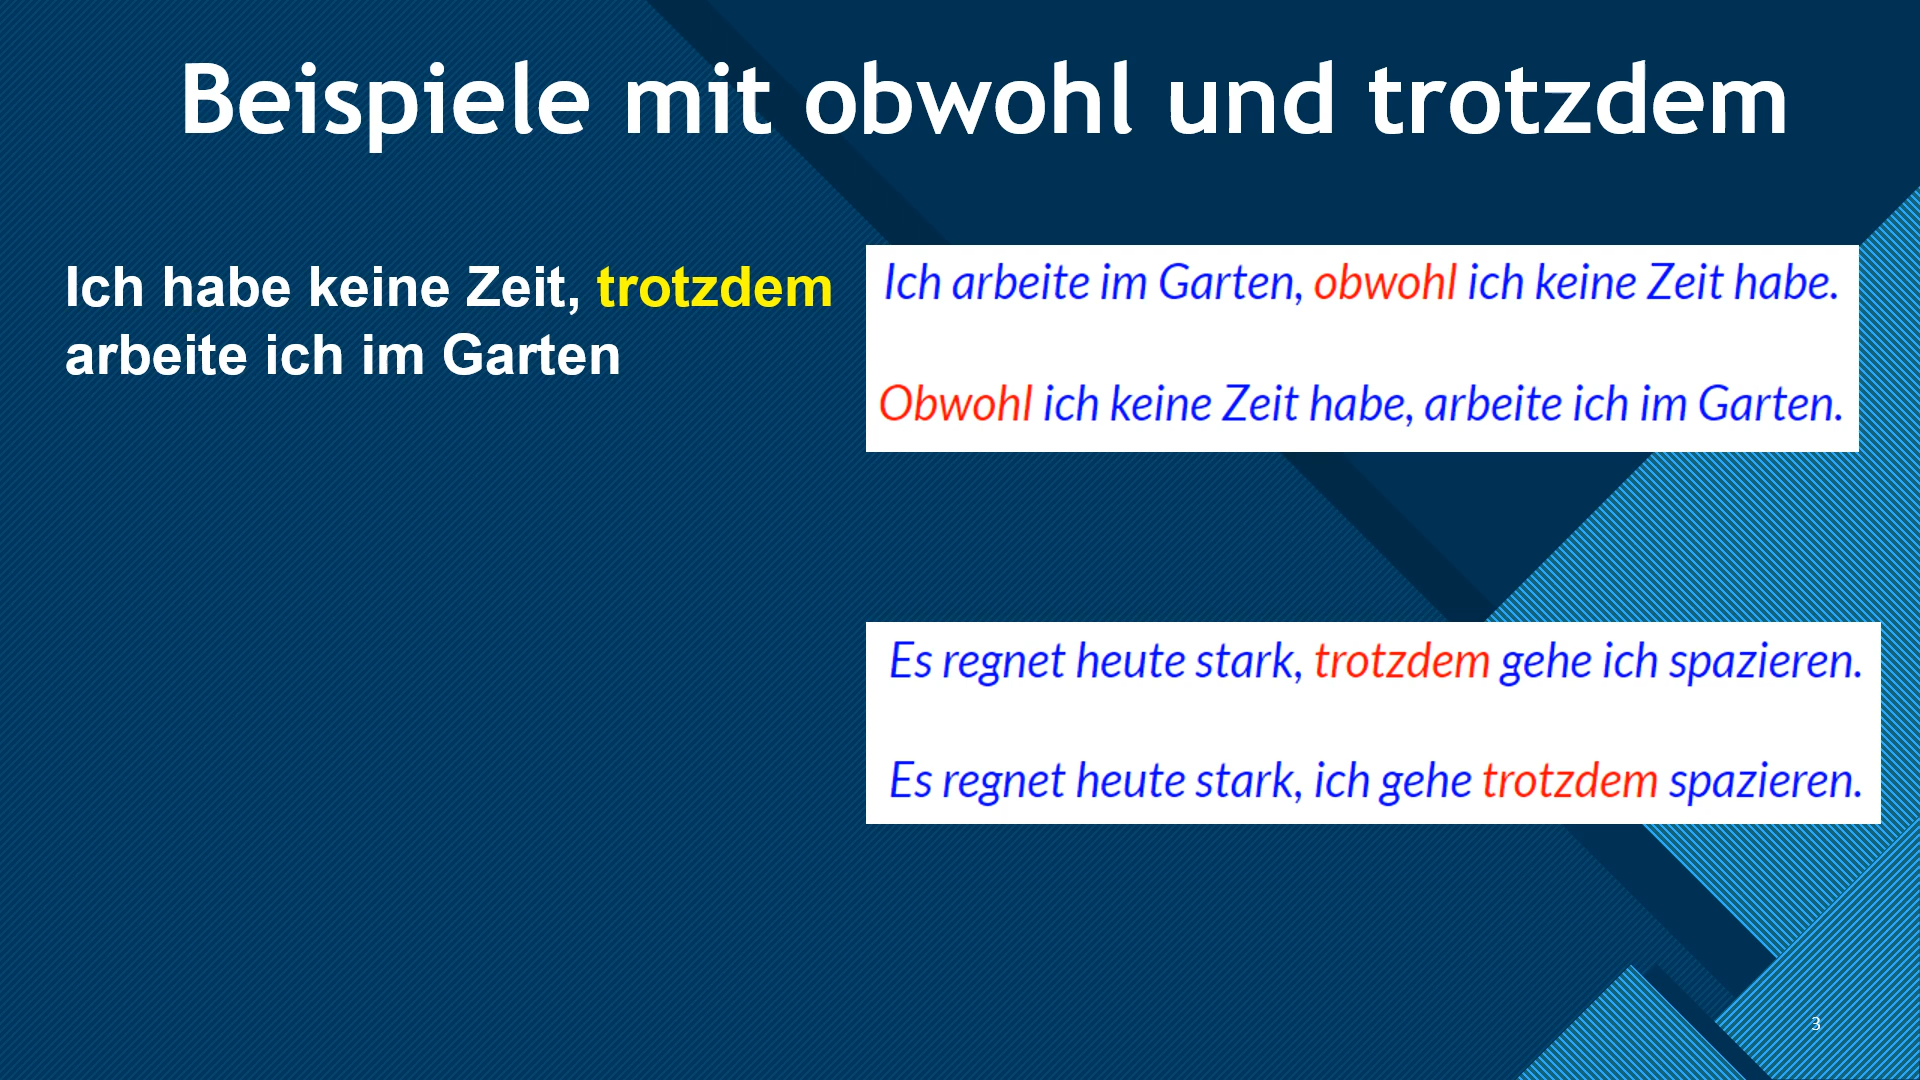 Beispiele mit obwohl und trotzdem
Ich habe keine Zeit, trotzdem
arbeite ich im Garten
Ich arbeite im Garten, obwohl ich keine Zeit habe.
Obwohl ich keine Zeit habe, arbeite ich im Garten.
Es regnet heute stark, trotzdem gehe ich spazieren.
Es regnet heute stark, ich gehe trotzdem spazieren.
3